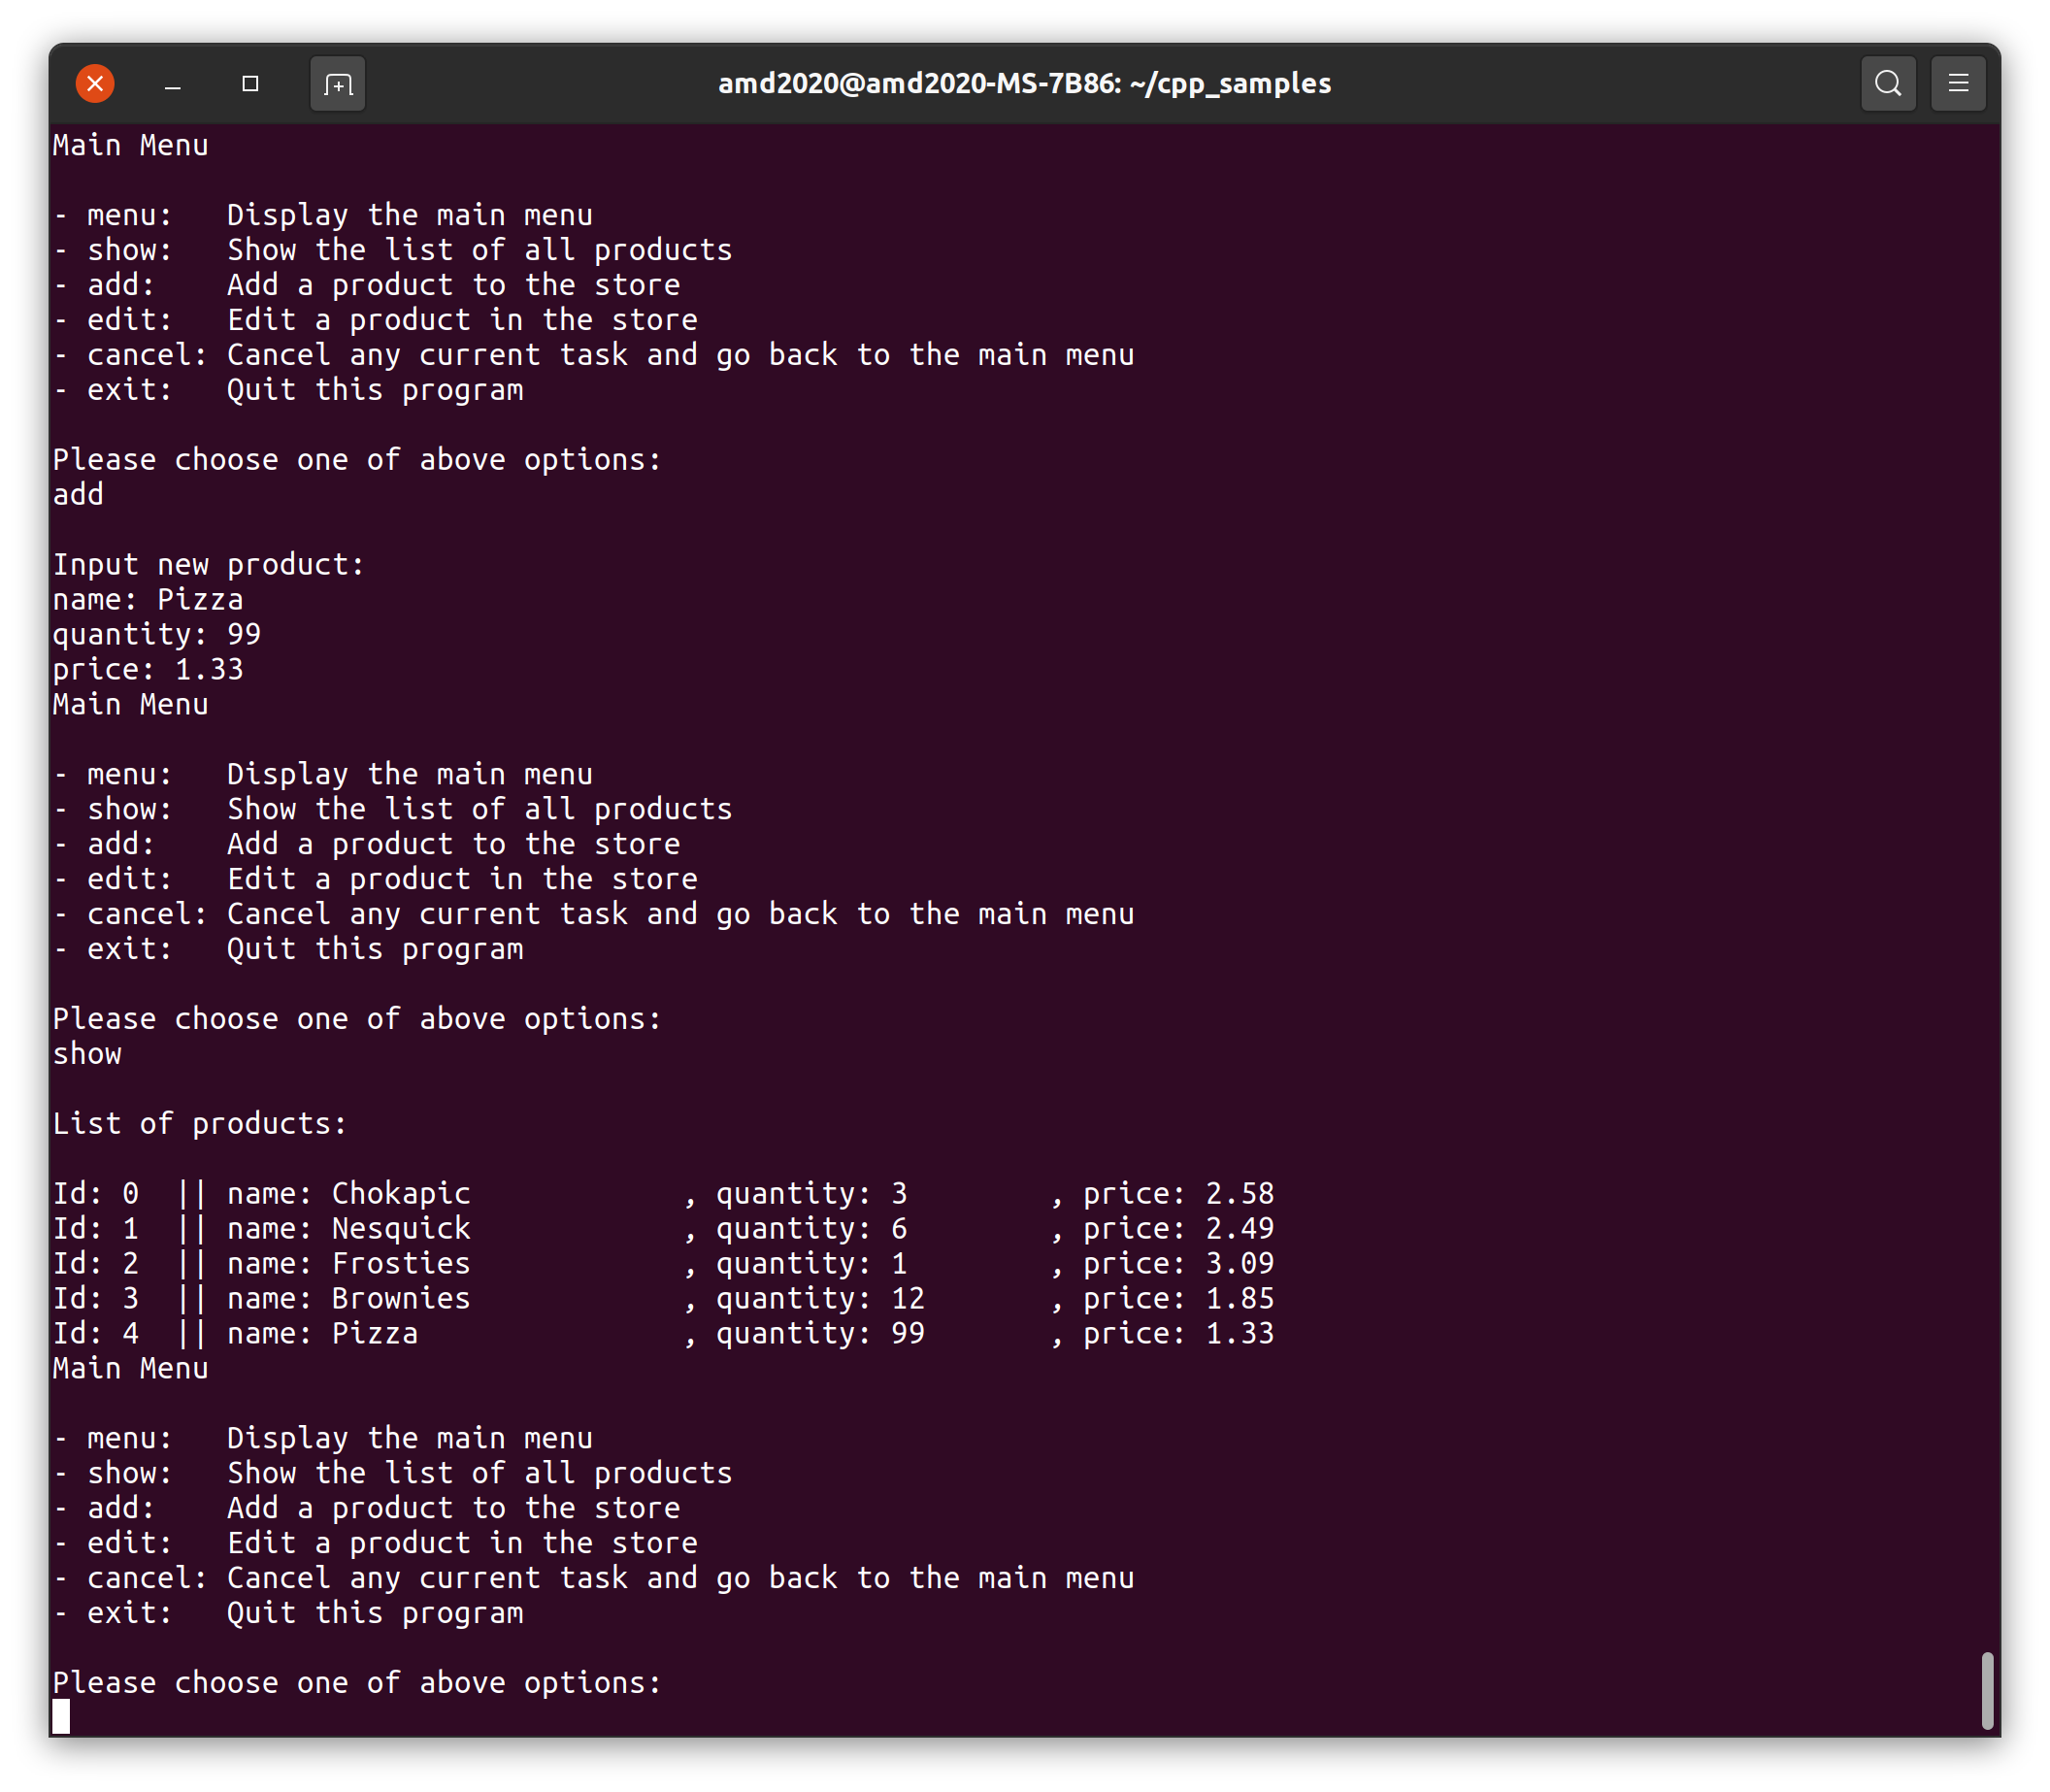 amd2020@amd2020-MS-7B86: ~/cpp_samples
Main Menu

- menu:   Display the main menu
- show:   Show the list of all products
- add:    Add a product to the store
- edit:   Edit a product in the store
- cancel: Cancel any current task and go back to the main menu
- exit:   Quit this program

Please choose one of above options:
add

Input new product:
name: Pizza
quantity: 99
price: 1.33
Main Menu

- menu:   Display the main menu
- show:   Show the list of all products
- add:    Add a product to the store
- edit:   Edit a product in the store
- cancel: Cancel any current task and go back to the main menu
- exit:   Quit this program

Please choose one of above options:
show

List of products:

Id: 0  || name: Chokapic            , quantity: 3        , price: 2.58
Id: 1  || name: Nesquick            , quantity: 6        , price: 2.49
Id: 2  || name: Frosties            , quantity: 1        , price: 3.09
Id: 3  || name: Brownies            , quantity: 12       , price: 1.85
Id: 4  || name: Pizza               , quantity: 99       , price: 1.33
Main Menu

- menu:   Display the main menu
- show:   Show the list of all products
- add:    Add a product to the store
- edit:   Edit a product in the store
- cancel: Cancel any current task and go back to the main menu
- exit:   Quit this program

Please choose one of above options: